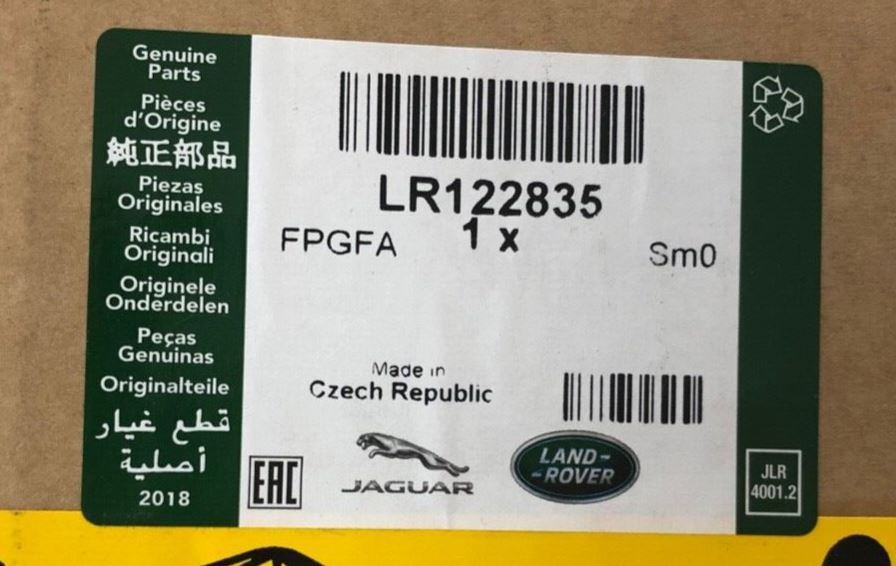 Genuine
Parts
Pièces
d'Origine
純正部品
Piezas
Originales
Ricambi
Originali
Originele
Onderdelen
Peças
Genuinas
Originalteile
قطع غيار
أصلية
2018
LR122835
1 x
FPGFA
Sm0
Made in
Czech Republic
EAC
JAGUAR
LAND-
-ROVER
JLR
4001.2